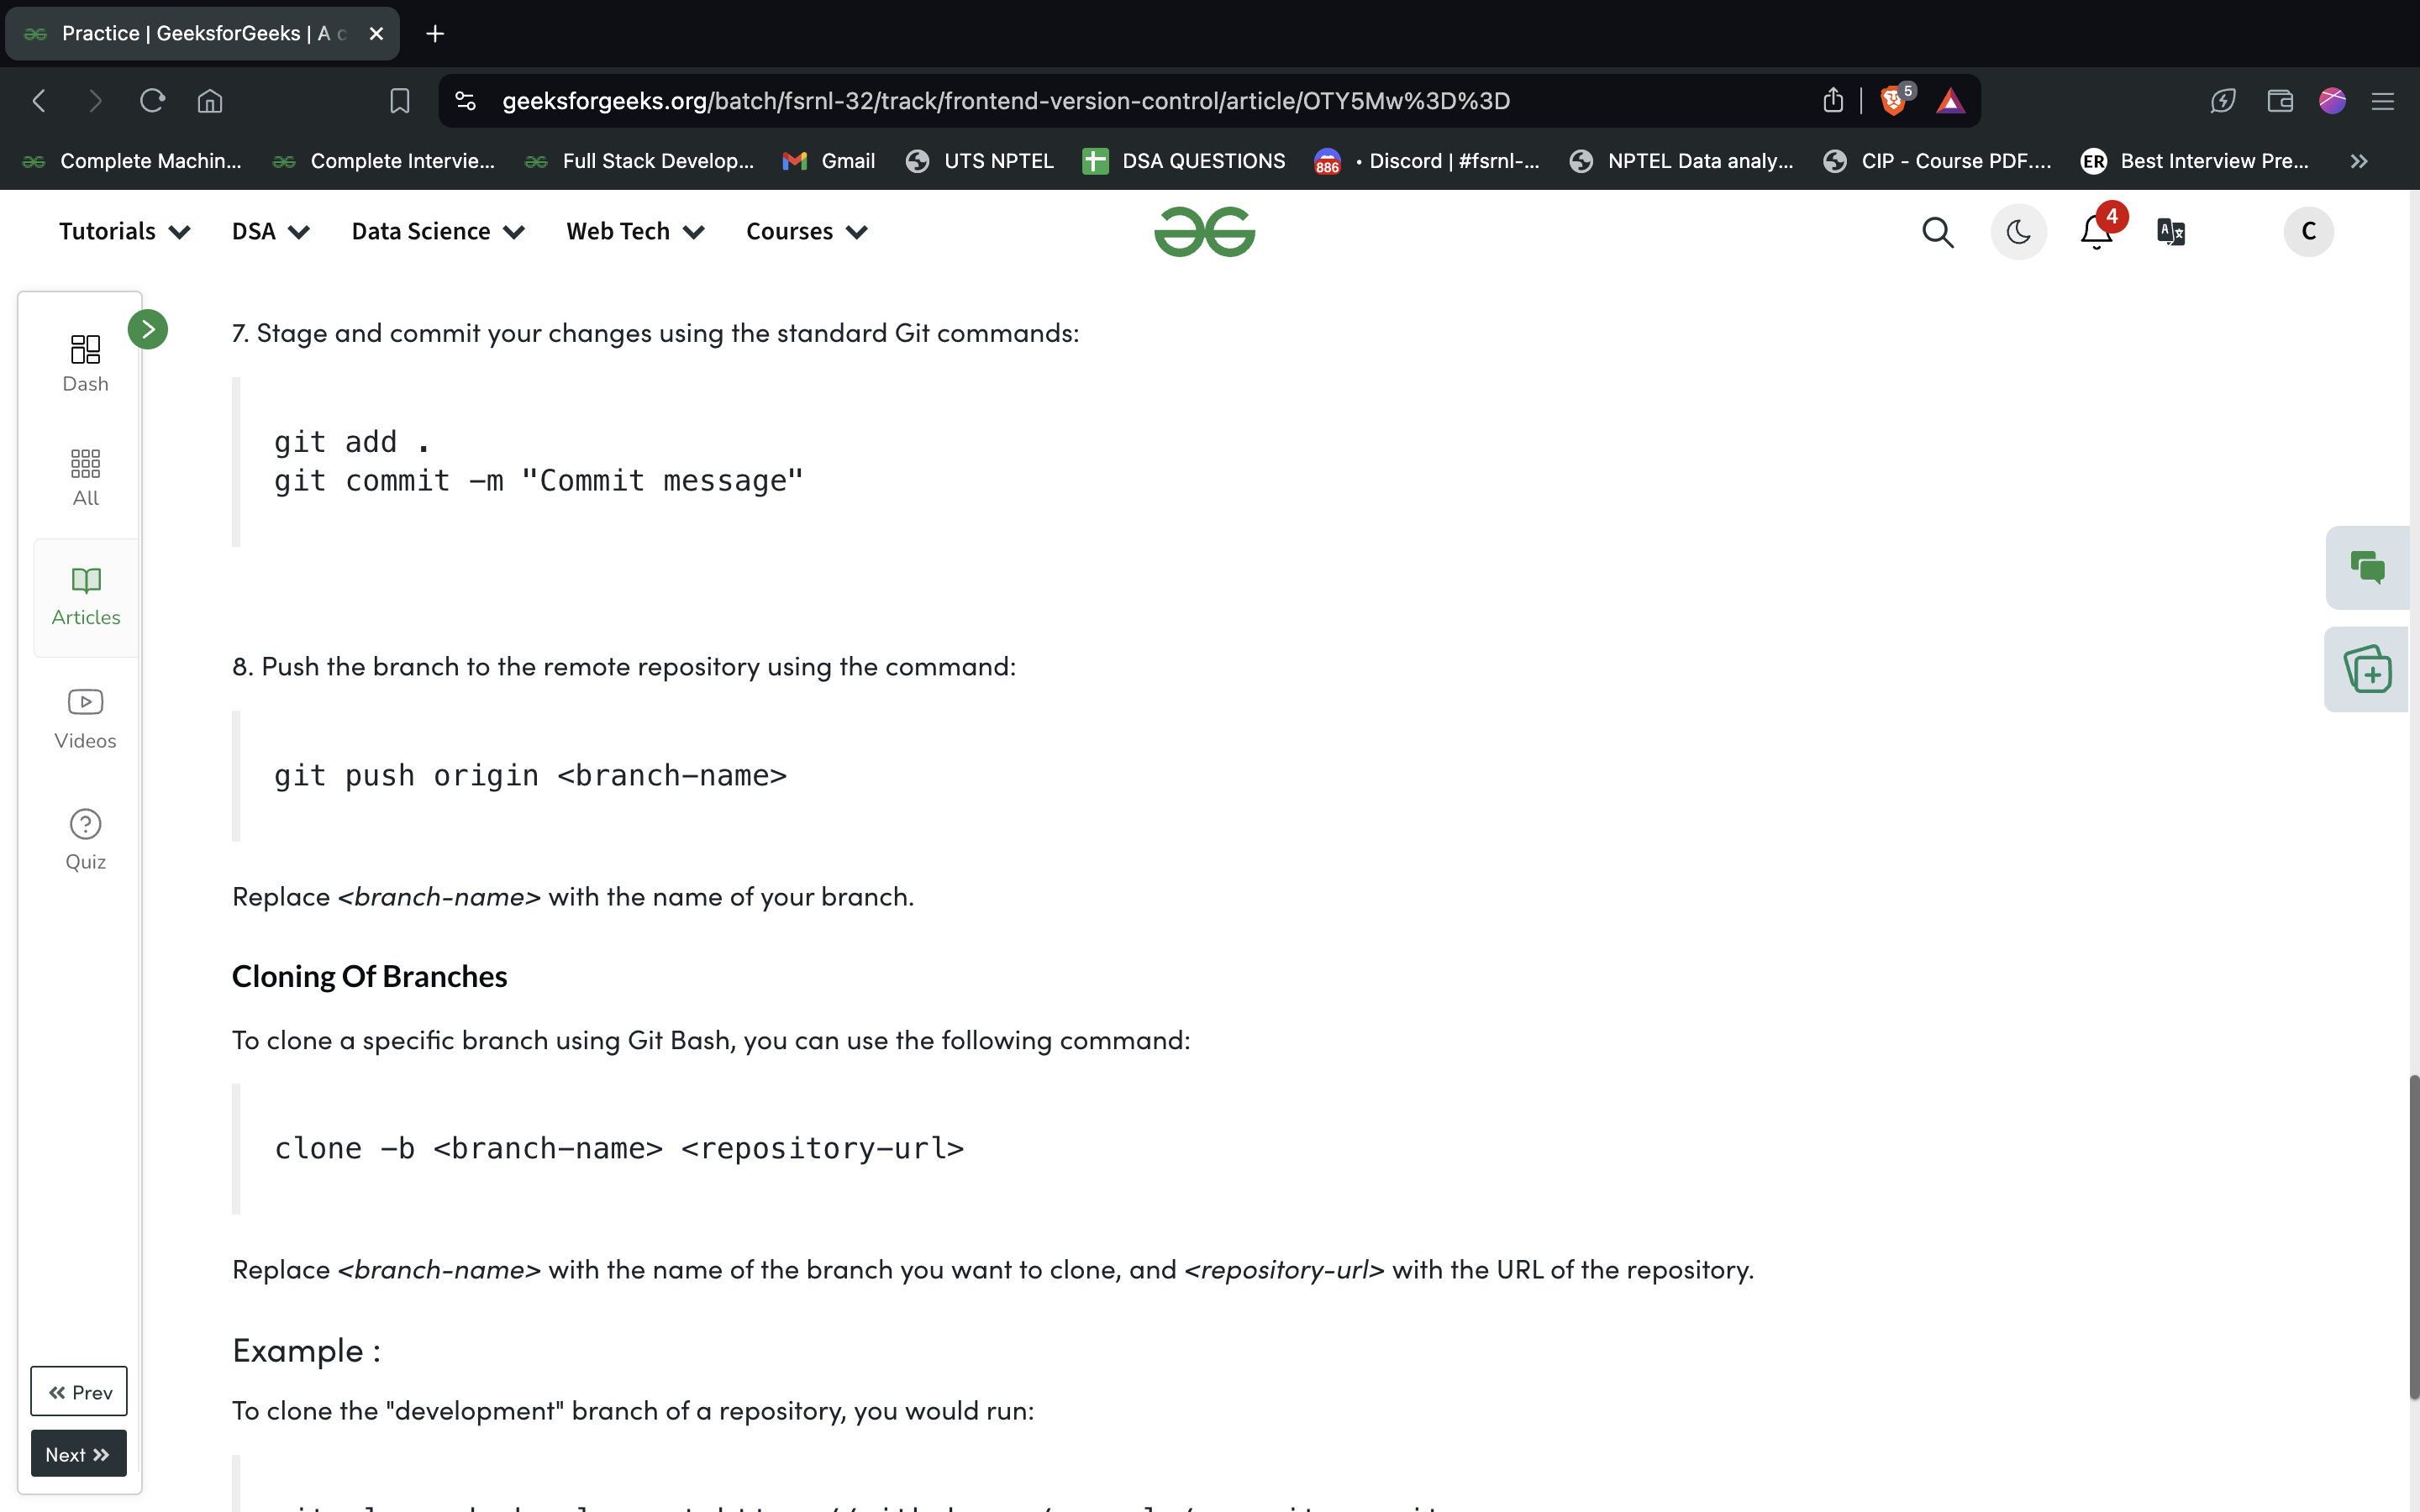 Practice | GeeksforGeeks | A c
geeksforgeeks.org/batch/fsrnl-32/track/frontend-version-control/article/OTY5Mw%3D%3D
5
Complete Machin... Complete Intervie... Full Stack Develop... Gmail UTS NPTEL DSA QUESTIONS 886 • Discord | #fsrnl-... NPTEL Data analy... CIP - Course PDF.... ER Best Interview Pre...
Tutorials DSA Data Science Web Tech Courses 4 C
Dash
All
Articles
Videos
Quiz
Prev
Next
7. Stage and commit your changes using the standard Git commands:
git add .
git commit -m "Commit message"
8. Push the branch to the remote repository using the command:
git push origin <branch-name>
Replace <branch-name> with the name of your branch.
Cloning Of Branches
To clone a specific branch using Git Bash, you can use the following command:
clone -b <branch-name> <repository-url>
Replace <branch-name> with the name of the branch you want to clone, and <repository-url> with the URL of the repository.
Example :
To clone the "development" branch of a repository, you would run: